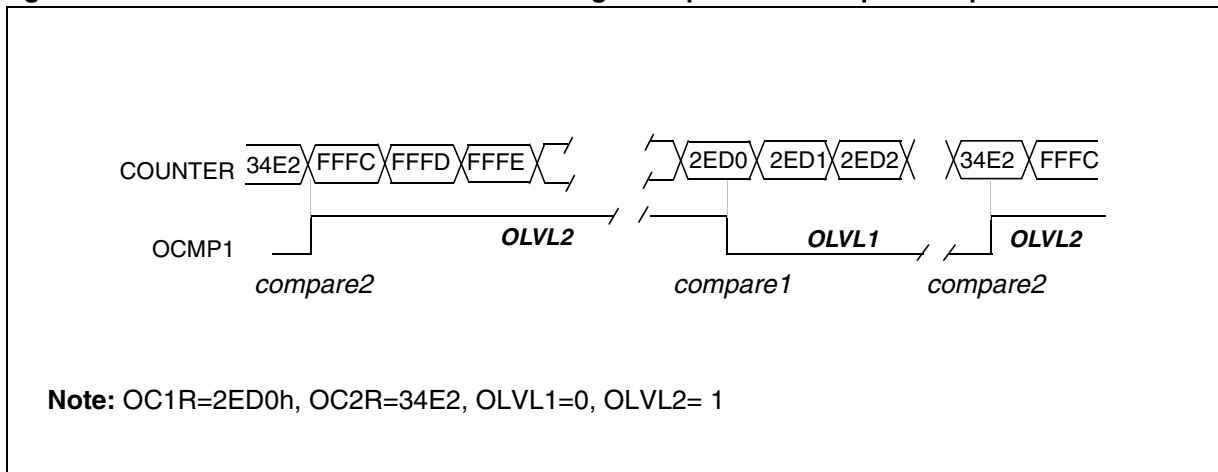 COUNTER 34E2 FFFC FFFD FFFE 2ED0 2ED1 2ED2 34E2 FFFC
OCMP1 OLVL2 OLVL1 OLVL2
compare2 compare1 compare2
Note: OC1R=2ED0h, OC2R=34E2, OLVL1=0, OLVL2= 1